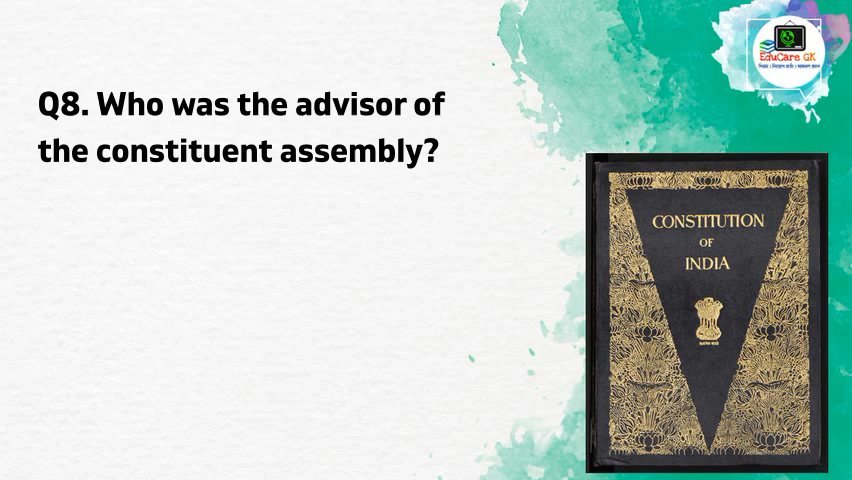 Q8. Who was the advisor of
the constituent assembly?
EduCare GK
CONSTITUTION
OF
INDIA